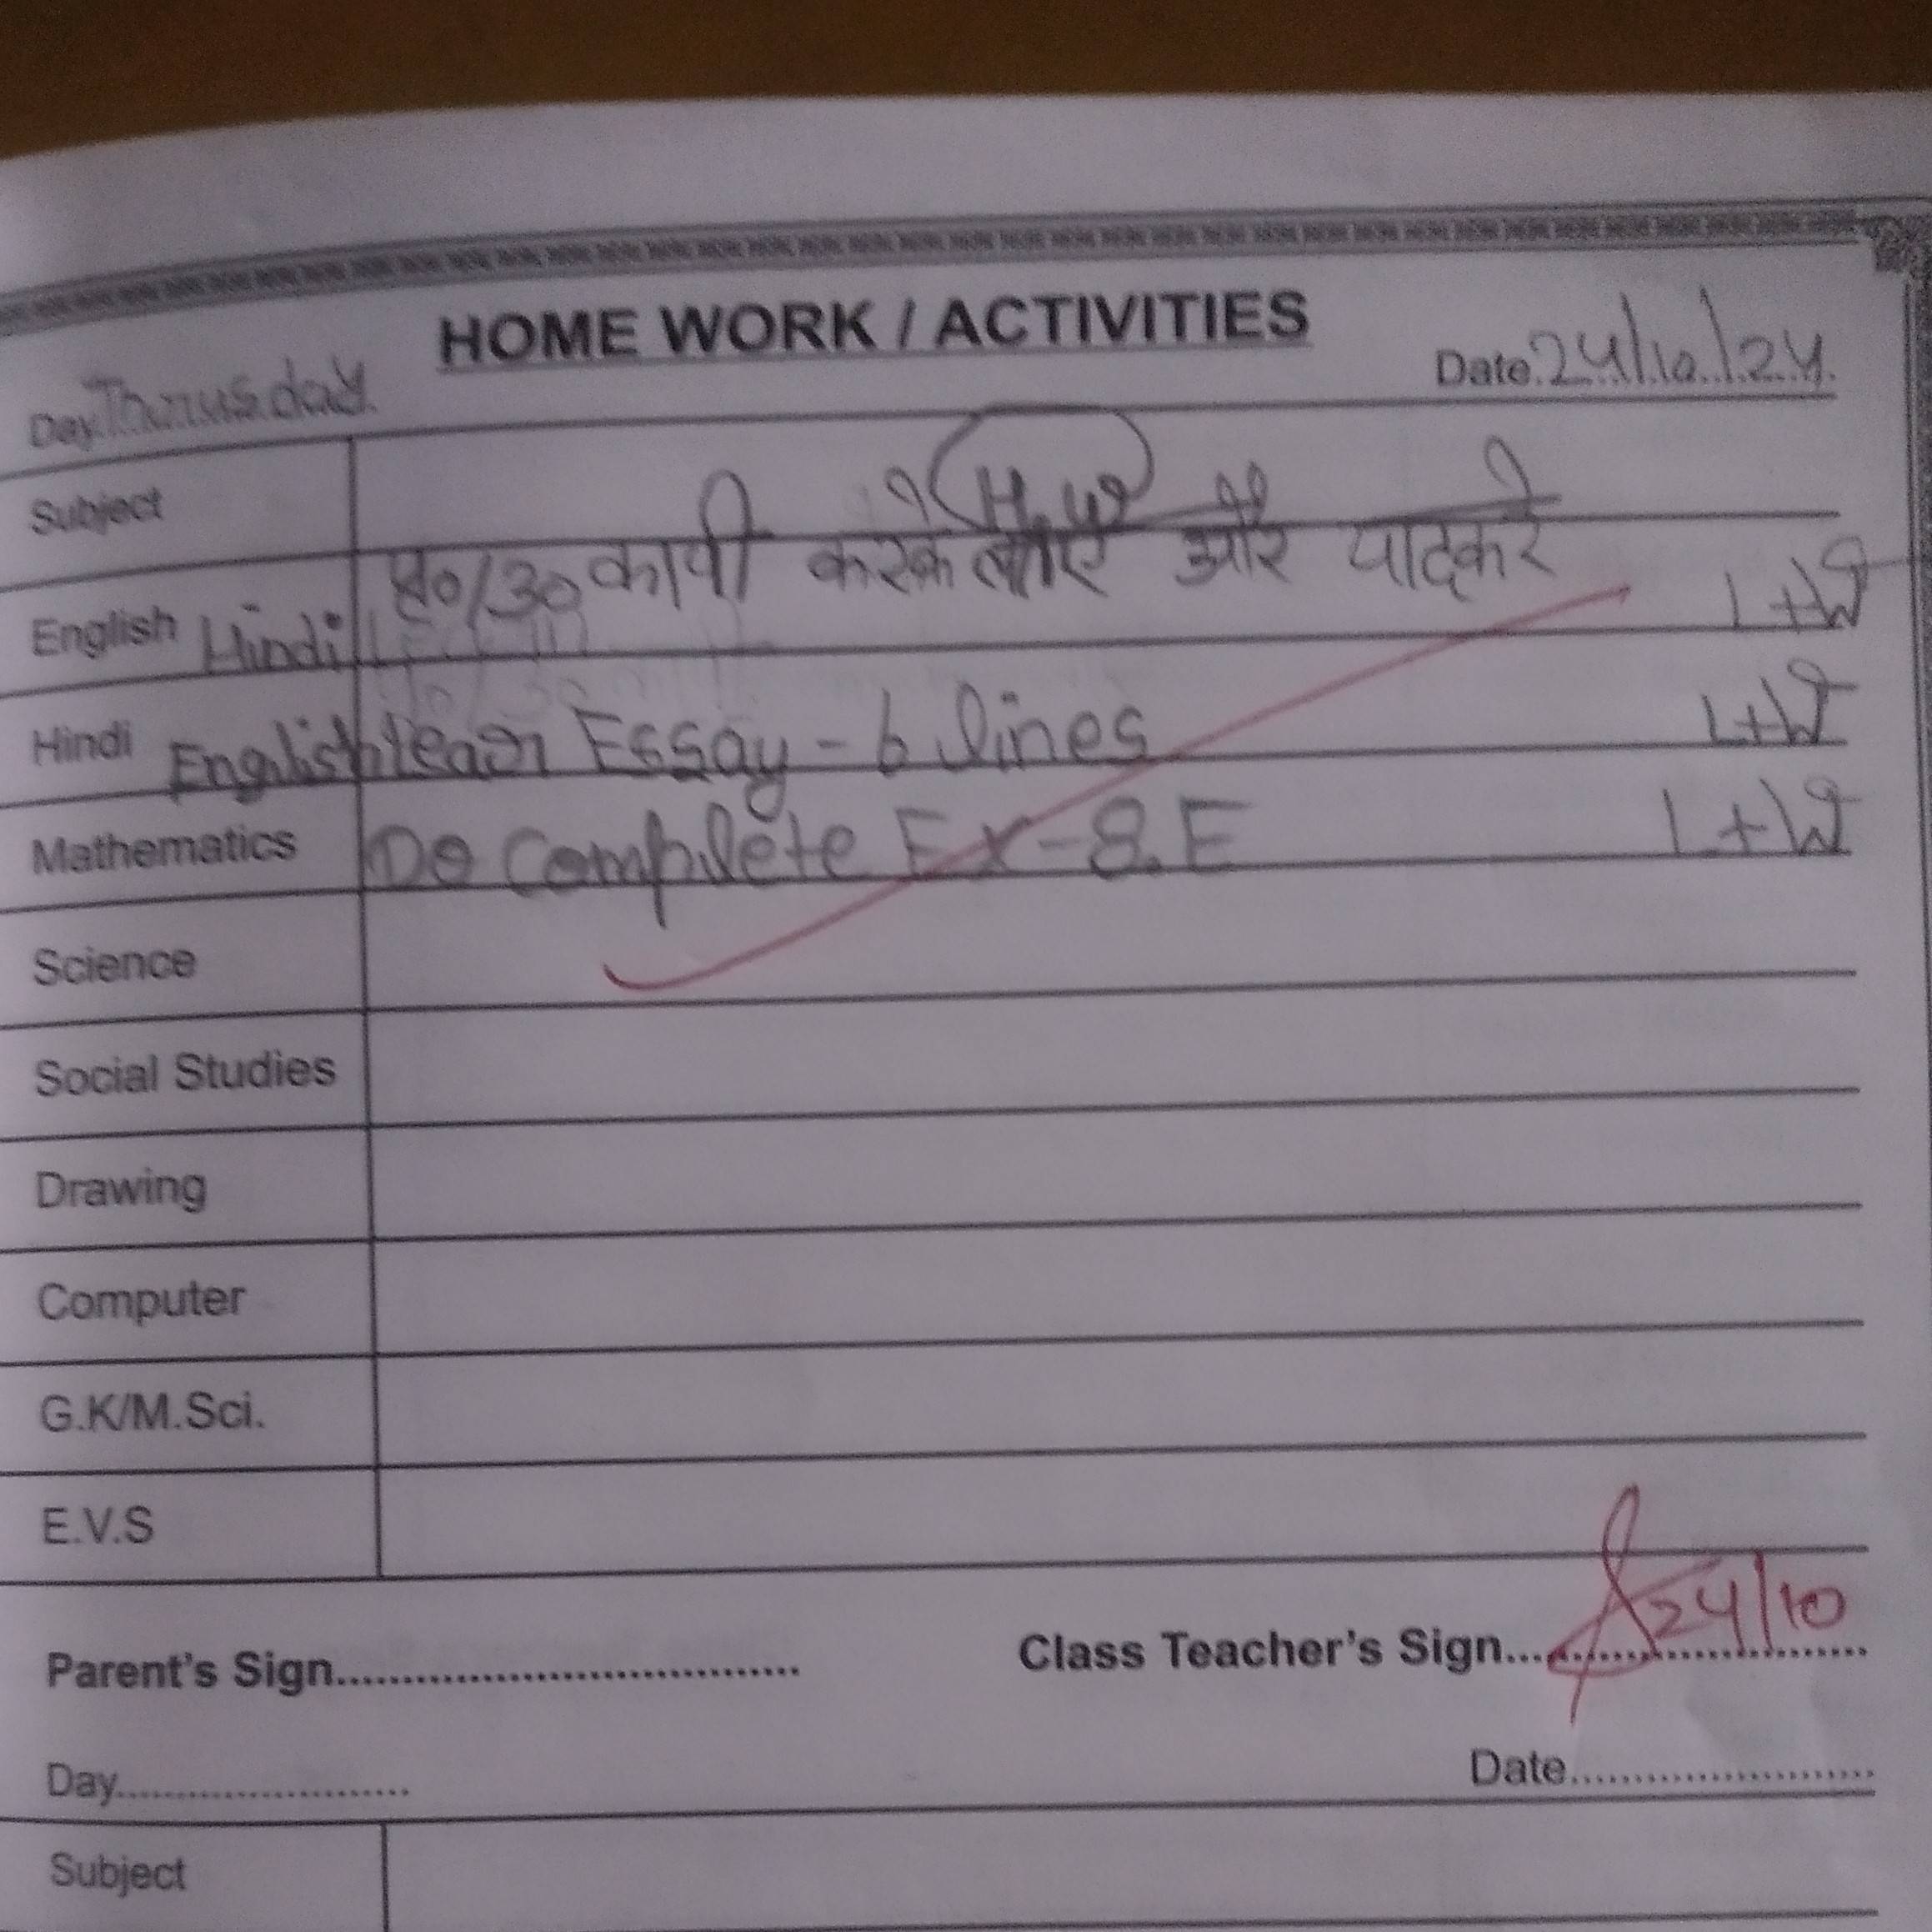 HOME WORK / ACTIVITIES
Day Thurusday Date 24/10/24
Subject H.W
English Hindi पृ0/30 कापी करके लाए और याद करे L+W
Hindi English learn Essay - 6 lines L+W
Mathematics Do Complete Ex-8.E L+W
Science
Social Studies
Drawing
Computer
G.K/M.Sci.
E.V.S
Parent's Sign........................................ Class Teacher's Sign........ 24/10
Day........................ Date........................
Subject